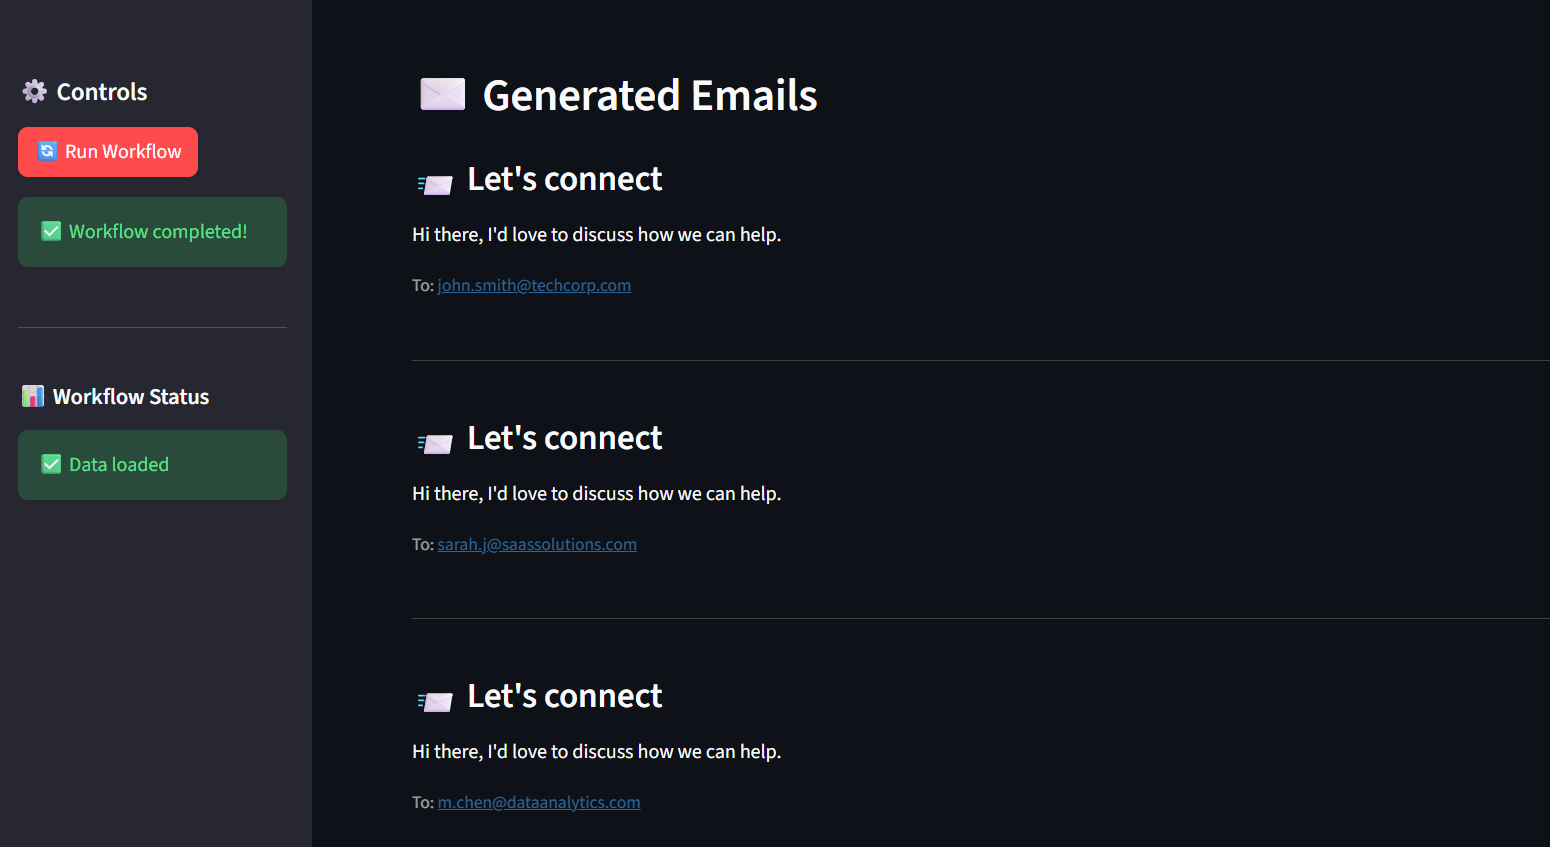 Controls
Run Workflow
Workflow completed!
Workflow Status
Data loaded
Generated Emails
Let's connect
Hi there, I'd love to discuss how we can help.
To: john.smith@techcorp.com
Let's connect
Hi there, I'd love to discuss how we can help.
To: sarah.j@saassolutions.com
Let's connect
Hi there, I'd love to discuss how we can help.
To: m.chen@dataanalytics.com